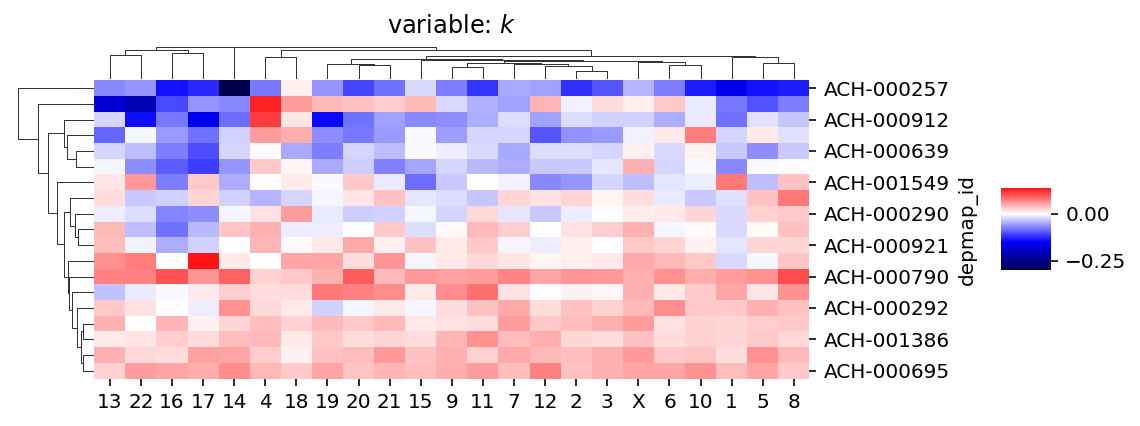 variable: k
ACH-000257
ACH-000912
ACH-000639
ACH-001549
ACH-000290
ACH-000921
ACH-000790
ACH-000292
ACH-001386
ACH-000695
depmap_id
0.00
−0.25
13 22 16 17 14 4 18 19 20 21 15 9 11 7 12 2 3 X 6 10 1 5 8